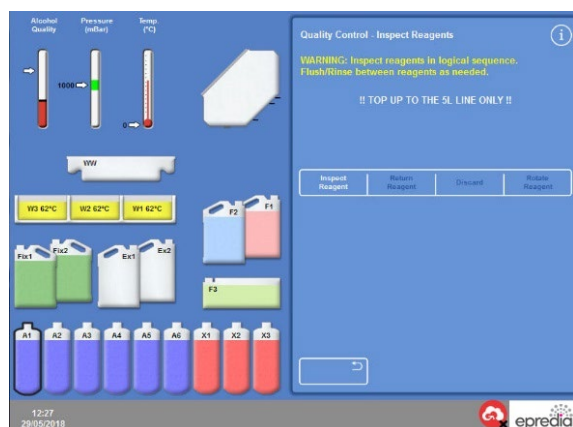 Alcohol Quality
Pressure (mBar)
Temp. (°C)
1000
0
WW
W3 62°C
W2 62°C
W1 62°C
F2
F1
Fix1
Fix2
Ex1
Ex2
F3
A1
A2
A3
A4
A5
A6
X1
X2
X3
Quality Control - Inspect Reagents
i
WARNING: Inspect reagents in logical sequence.
Flush/Rinse between reagents as needed.
!! TOP UP TO THE 5L LINE ONLY !!
Inspect Reagent
Return Reagent
Discard
Rotate Reagent
12:27
29/05/2018
epredia